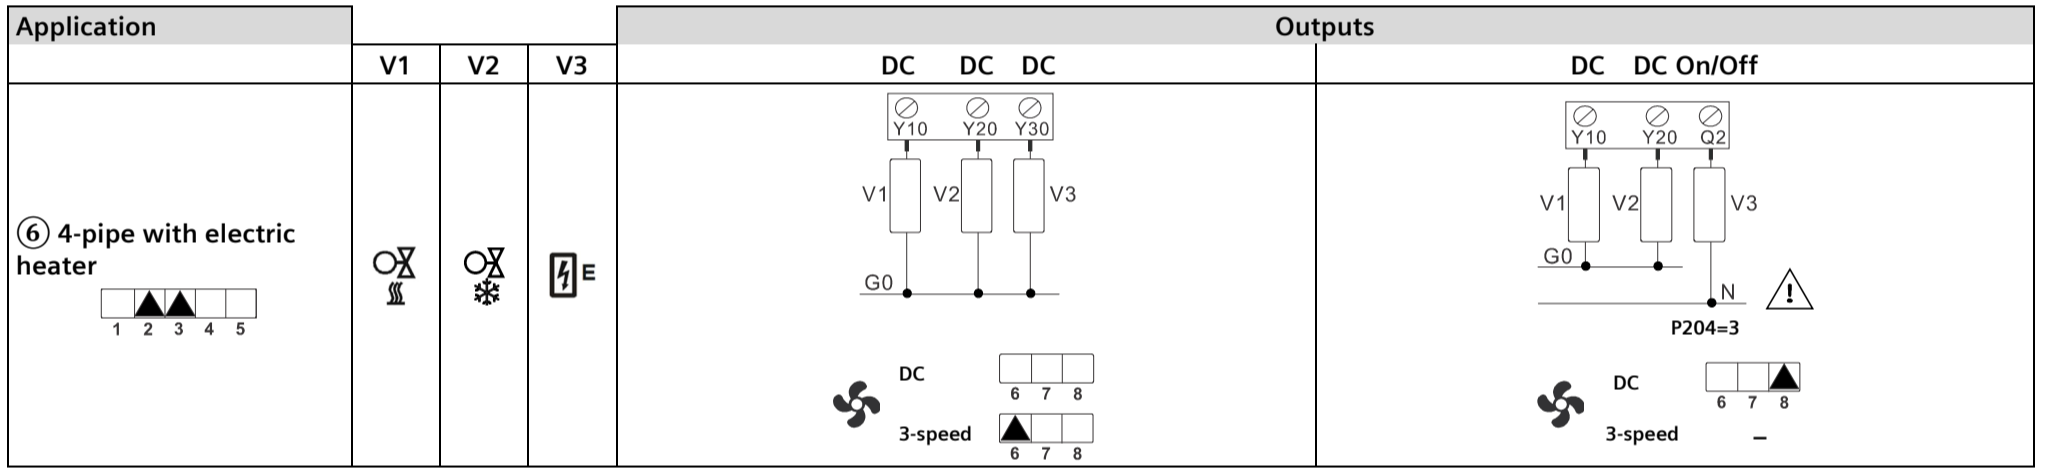 Application
Outputs
V1 V2 V3 DC DC DC DC DC On/Off
Y10 Y20 Y30
Y10 Y20 Q2
V1 V2 V3
V1 V2 V3
⑥ 4-pipe with electric
heater
E
G0
G0
N
1 2 3 4 5
P204=3
DC
6 7 8
DC
6 7 8
3-speed
6 7 8
3-speed –